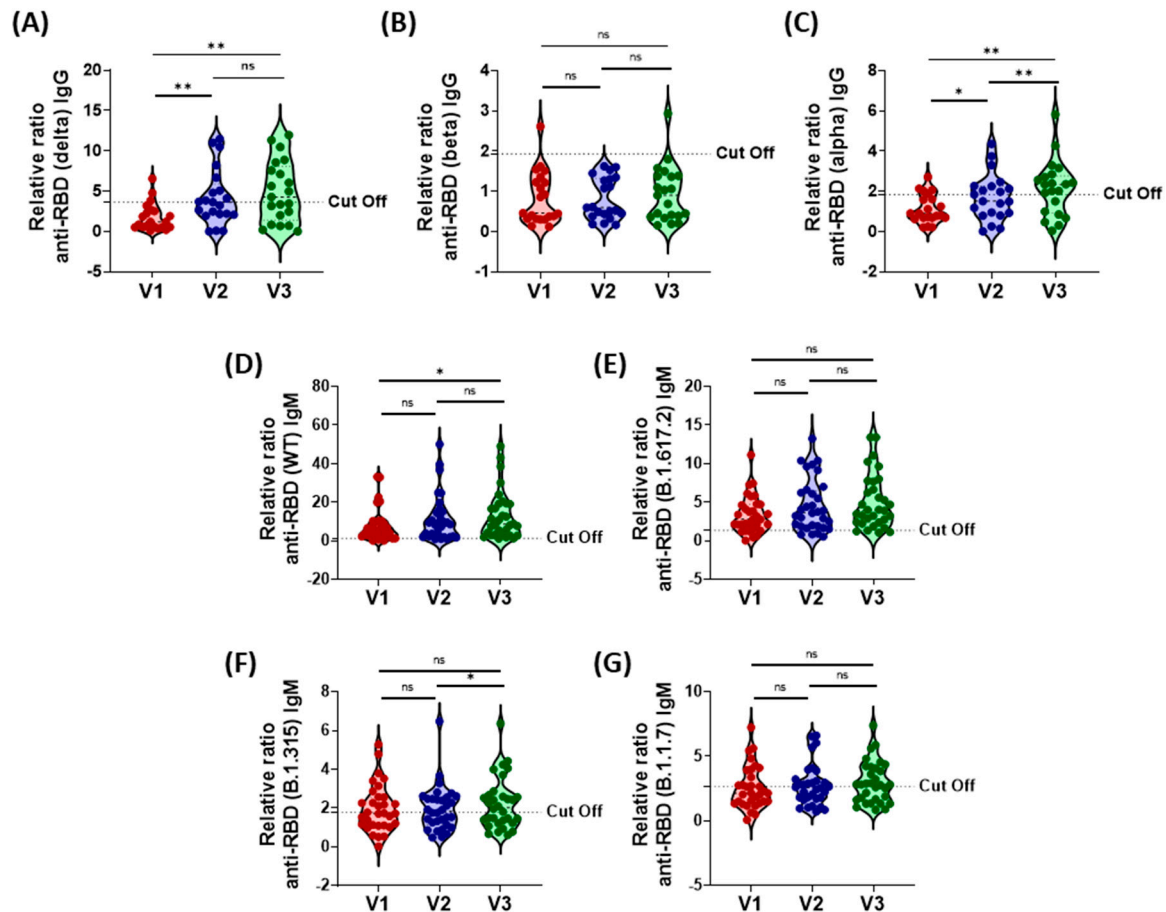 (A)
Relative ratio
anti-RBD (delta) IgG
20
15
10
5
0
-5
**
**
ns
Cut Off
V1 V2 V3
(B)
Relative ratio
anti-RBD (beta) IgG
4
3
2
1
0
-1
ns
ns
ns
Cut Off
V1 V2 V3
(C)
Relative ratio
anti-RBD (alpha) IgG
8
6
4
2
0
-2
**
*
**
Cut Off
V1 V2 V3
(D)
Relative ratio
anti-RBD (WT) IgM
80
60
40
20
0
-20
*
ns
ns
Cut Off
V1 V2 V3
(E)
Relative ratio
anti-RBD (B.1.617.2) IgM
20
15
10
5
0
-5
ns
ns
ns
Cut Off
V1 V2 V3
(F)
Relative ratio
anti-RBD (B.1.315) IgM
8
6
4
2
0
-2
ns
ns
*
Cut Off
V1 V2 V3
(G)
Relative ratio
anti-RBD (B.1.1.7) IgM
10
5
0
-5
ns
ns
ns
Cut Off
V1 V2 V3